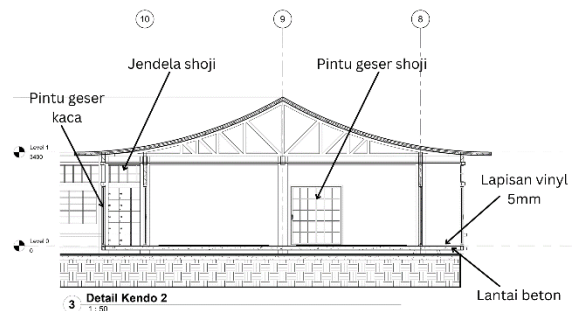 10
9
8
Jendela shoji
Pintu geser shoji
Pintu geser
kaca
Level 1
3400
Lapisan vinyl
5mm
Level 0
0
Lantai beton
3
Detail Kendo 2
1 : 50